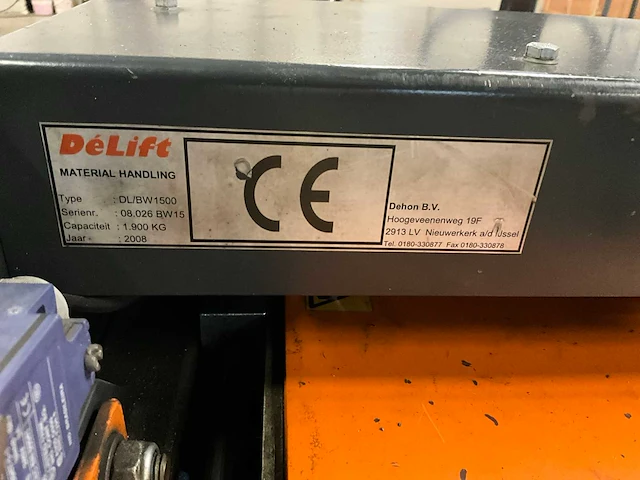 DéLift
MATERIAL HANDLING
Type : DL/BW1500
Serienr. : 08.026 BW15
Capaciteit : 1.900 KG
Jaar : 2008
CE
Dehon B.V.
Hoogeveenenweg 19F
2913 LV Nieuwerkerk a/d IJssel
Tel. 0180-330877 Fax 0180-330878